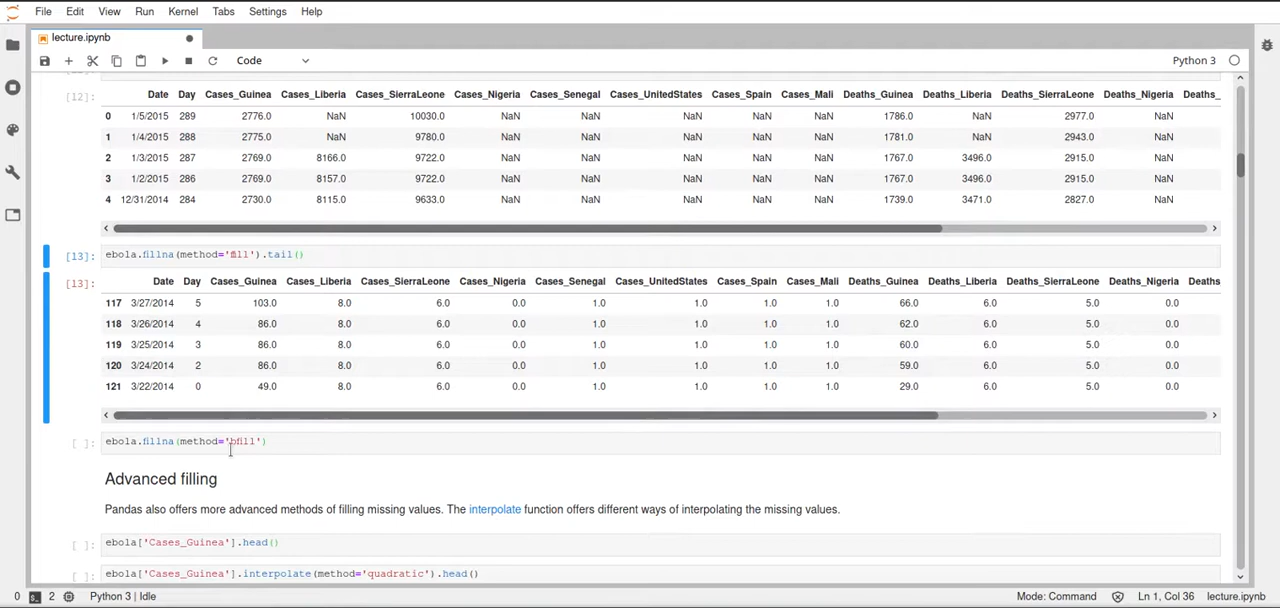 File Edit View Run Kernel Tabs Settings Help
lecture.ipynb
Code Python 3
[12]: Date Day Cases_Guinea Cases_Liberia Cases_SierraLeone Cases_Nigeria Cases_Senegal Cases_UnitedStates Cases_Spain Cases_Mali Deaths_Guinea Deaths_Liberia Deaths_SierraLeone Deaths_Nigeria Deaths_
0 1/5/2015 289 2776.0 NaN 10030.0 NaN NaN NaN NaN NaN 1786.0 NaN 2977.0 NaN
1 1/4/2015 288 2775.0 NaN 9780.0 NaN NaN NaN NaN NaN 1781.0 NaN 2943.0 NaN
2 1/3/2015 287 2769.0 8166.0 9722.0 NaN NaN NaN NaN NaN 1767.0 3496.0 2915.0 NaN
3 1/2/2015 286 2769.0 8157.0 9722.0 NaN NaN NaN NaN NaN 1767.0 3496.0 2915.0 NaN
4 12/31/2014 284 2730.0 8115.0 9633.0 NaN NaN NaN NaN NaN 1739.0 3471.0 2827.0 NaN
[13]: ebola.fillna(method='ffill').tail()
[13]: Date Day Cases_Guinea Cases_Liberia Cases_SierraLeone Cases_Nigeria Cases_Senegal Cases_UnitedStates Cases_Spain Cases_Mali Deaths_Guinea Deaths_Liberia Deaths_SierraLeone Deaths_Nigeria Deaths
117 3/27/2014 5 103.0 8.0 6.0 0.0 1.0 1.0 1.0 1.0 66.0 6.0 5.0 0.0
118 3/26/2014 4 86.0 8.0 6.0 0.0 1.0 1.0 1.0 1.0 62.0 6.0 5.0 0.0
119 3/25/2014 3 86.0 8.0 6.0 0.0 1.0 1.0 1.0 1.0 60.0 6.0 5.0 0.0
120 3/24/2014 2 86.0 8.0 6.0 0.0 1.0 1.0 1.0 1.0 59.0 6.0 5.0 0.0
121 3/22/2014 0 49.0 8.0 6.0 0.0 1.0 1.0 1.0 1.0 29.0 6.0 5.0 0.0
[ ]: ebola.fillna(method='bfill')
Advanced filling
Pandas also offers more advanced methods of filling missing values. The interpolate function offers different ways of interpolating the missing values.
[ ]: ebola['Cases_Guinea'].head()
[ ]: ebola['Cases_Guinea'].interpolate(method='quadratic').head()
0 2 Python 3 | Idle Mode: Command Ln 1, Col 36 lecture.ipynb